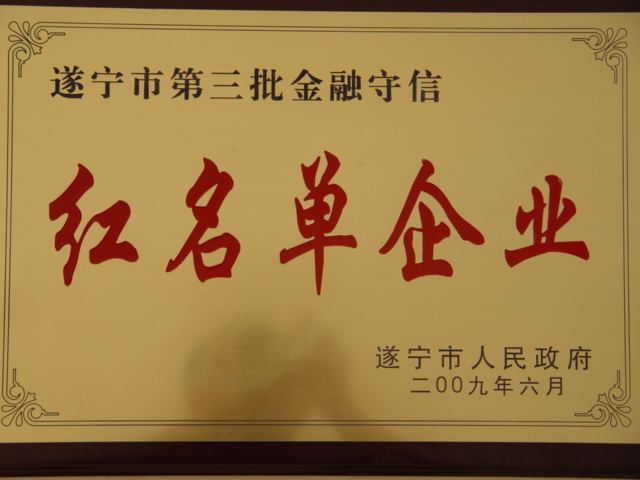 遂宁市第三批金融守信
红名单企业
遂宁市人民政府
二00九年六月